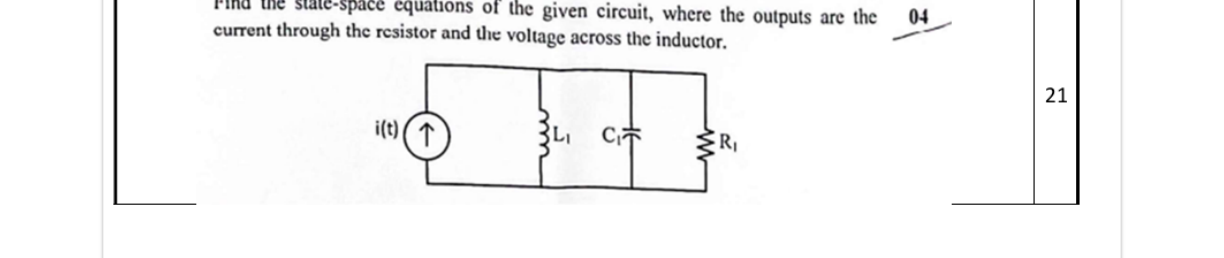 Find the state-space equations of the given circuit, where the outputs are the 04
current through the resistor and the voltage across the inductor.
21
i(t) L₁ C₁ R₁